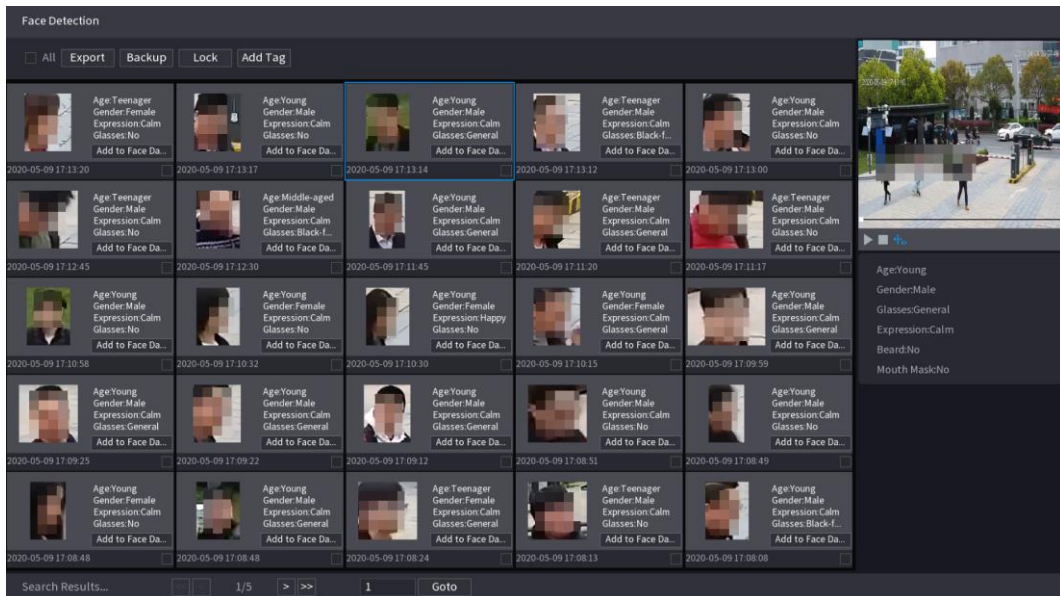 Face Detection
All Export Backup Lock Add Tag
Age:Teenager
Gender:Female
Expression:Calm
Glasses:No
Add to Face Da...
2020-05-09 17:13:20
Age:Young
Gender:Male
Expression:Calm
Glasses:No
Add to Face Da...
2020-05-09 17:13:17
Age:Young
Gender:Male
Expression:Calm
Glasses:General
Add to Face Da...
2020-05-09 17:13:14
Age:Teenager
Gender:Male
Expression:Calm
Glasses:Black-f...
Add to Face Da...
2020-05-09 17:13:12
Age:Young
Gender:Male
Expression:Calm
Glasses:No
Add to Face Da...
2020-05-09 17:13:00
Age:Teenager
Gender:Male
Expression:Calm
Glasses:No
Add to Face Da...
2020-05-09 17:12:45
Age:Middle-aged
Gender:Male
Expression:Calm
Glasses:Black-f...
Add to Face Da...
2020-05-09 17:12:30
Age:Young
Gender:Male
Expression:Calm
Glasses:No
Add to Face Da...
2020-05-09 17:11:45
Age:Teenager
Gender:Male
Expression:Calm
Glasses:General
Add to Face Da...
2020-05-09 17:11:20
Age:Teenager
Gender:Male
Expression:Calm
Glasses:No
Add to Face Da...
2020-05-09 17:11:17
Age:Young
Gender:Male
Expression:Calm
Glasses:No
Add to Face Da...
2020-05-09 17:10:58
Age:Young
Gender:Female
Expression:Calm
Glasses:No
Add to Face Da...
2020-05-09 17:10:32
Age:Young
Gender:Female
Expression:Happy
Glasses:No
Add to Face Da...
2020-05-09 17:10:30
Age:Young
Gender:Female
Expression:Calm
Glasses:General
Add to Face Da...
2020-05-09 17:10:15
Age:Young
Gender:Male
Expression:Calm
Glasses:General
Add to Face Da...
2020-05-09 17:09:59
Age:Young
Gender:Male
Expression:Calm
Glasses:General
Add to Face Da...
2020-05-09 17:09:25
Age:Young
Gender:Male
Expression:Calm
Glasses:General
Add to Face Da...
2020-05-09 17:09:22
Age:Young
Gender:Male
Expression:Calm
Glasses:General
Add to Face Da...
2020-05-09 17:09:12
Age:Young
Gender:Male
Expression:Calm
Glasses:No
Add to Face Da...
2020-05-09 17:08:51
Age:Young
Gender:Male
Expression:Calm
Glasses:No
Add to Face Da...
2020-05-09 17:08:49
Age:Young
Gender:Female
Expression:Calm
Glasses:No
Add to Face Da...
2020-05-09 17:08:48
Age:Young
Gender:Male
Expression:Calm
Glasses:General
Add to Face Da...
2020-05-09 17:08:48
Age:Teenager
Gender:Female
Expression:Calm
Glasses:General
Add to Face Da...
2020-05-09 17:08:24
Age:Teenager
Gender:Male
Expression:Calm
Glasses:No
Add to Face Da...
2020-05-09 17:08:13
Age:Young
Gender:Male
Expression:Calm
Glasses:Black-f...
Add to Face Da...
2020-05-09 17:08:08
Age:Young
Gender:Male
Glasses:General
Expression:Calm
Beard:No
Mouth Mask:No
Search Results... << < 1/5 > >> 1 Goto